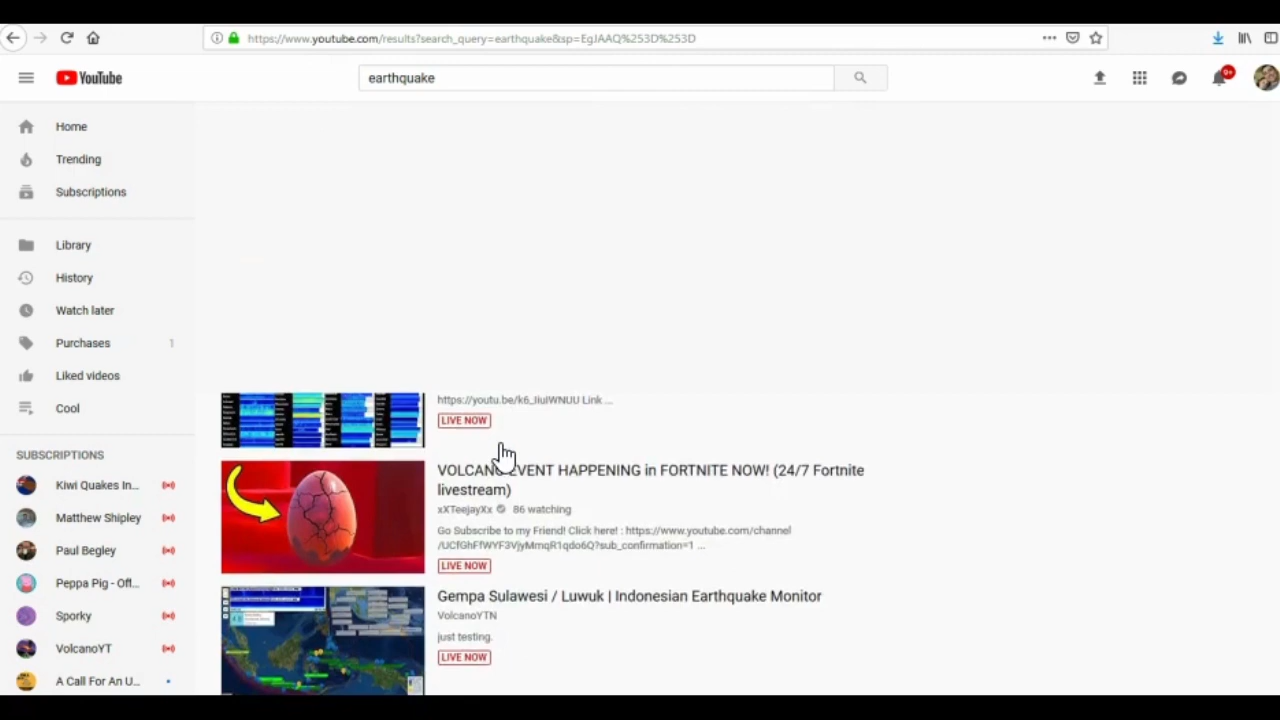 https://www.youtube.com/results?search_query=earthquake&sp=EgJAAQ%253D%253D
YouTube
earthquake
9+
Home
Trending
Subscriptions
Library
History
Watch later
Purchases 1
Liked videos
Cool
SUBSCRIPTIONS
Kiwi Quakes In...
Matthew Shipley
Paul Begley
Peppa Pig - Off...
Sporky
VolcanoYT
A Call For An U...
https://youtu.be/k6_IiuIWNUU Link ...
LIVE NOW
VOLCANO EVENT HAPPENING in FORTNITE NOW! (24/7 Fortnite
livestream)
xXTeejayXx 86 watching
Go Subscribe to my Friend! Click here! : https://www.youtube.com/channel
/UCfGhFfWYF3VjyMmqR1qdo6Q?sub_confirmation=1 ...
LIVE NOW
Gempa Sulawesi / Luwuk | Indonesian Earthquake Monitor
VolcanoYTN
just testing.
LIVE NOW